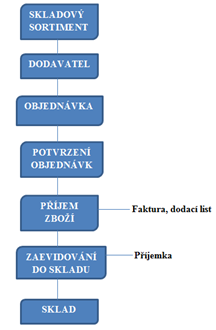 SKLADOVÝ
SORTIMENT
DODAVATEL
OBJEDNÁVKA
POTVRZENÍ
OBJEDNÁVK
PŘÍJEM
ZBOŽÍ
Faktura, dodací list
ZAEVIDOVÁNÍ
DO SKLADU
Příjemka
SKLAD